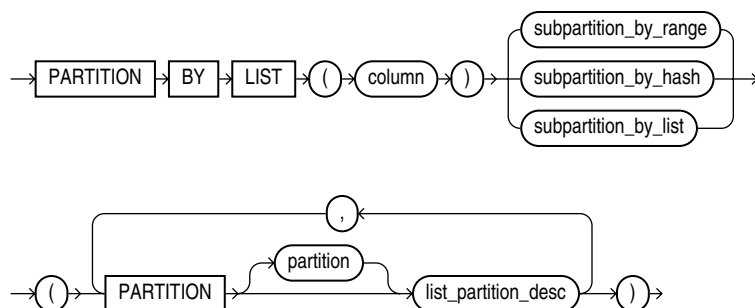 subpartition_by_range
PARTITION BY LIST ( column ) subpartition_by_hash
subpartition_by_list
,
partition
( PARTITION list_partition_desc )